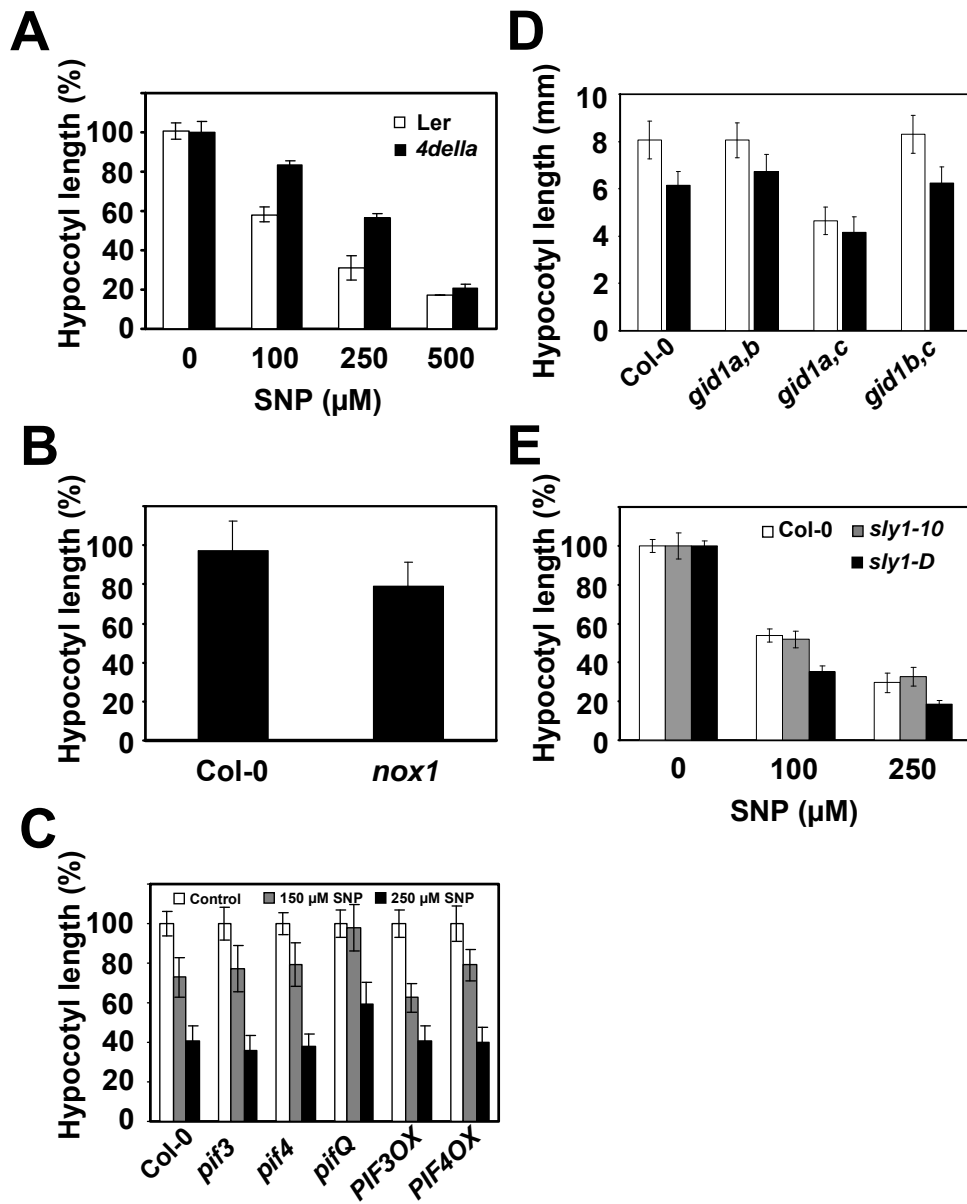 A
Hypocotyl length (%)
100
80
60
40
20
0
Ler
4della
0 100 250 500
SNP (µM)
B
Hypocotyl length (%)
100
80
60
40
20
0
Col-0 nox1
C
Hypocotyl length (%)
Control 150 µM SNP 250 µM SNP
100
80
60
40
20
0
Col-0 pif3 pif4 pifQ PIF3OX PIF4OX
D
Hypocotyl length (mm)
10
8
6
4
2
0
Col-0 gid1a,b gid1a,c gid1b,c
E
Hypocotyl length (%)
Col-0 sly1-10
sly1-D
100
80
60
40
20
0
0 100 250
SNP (µM)